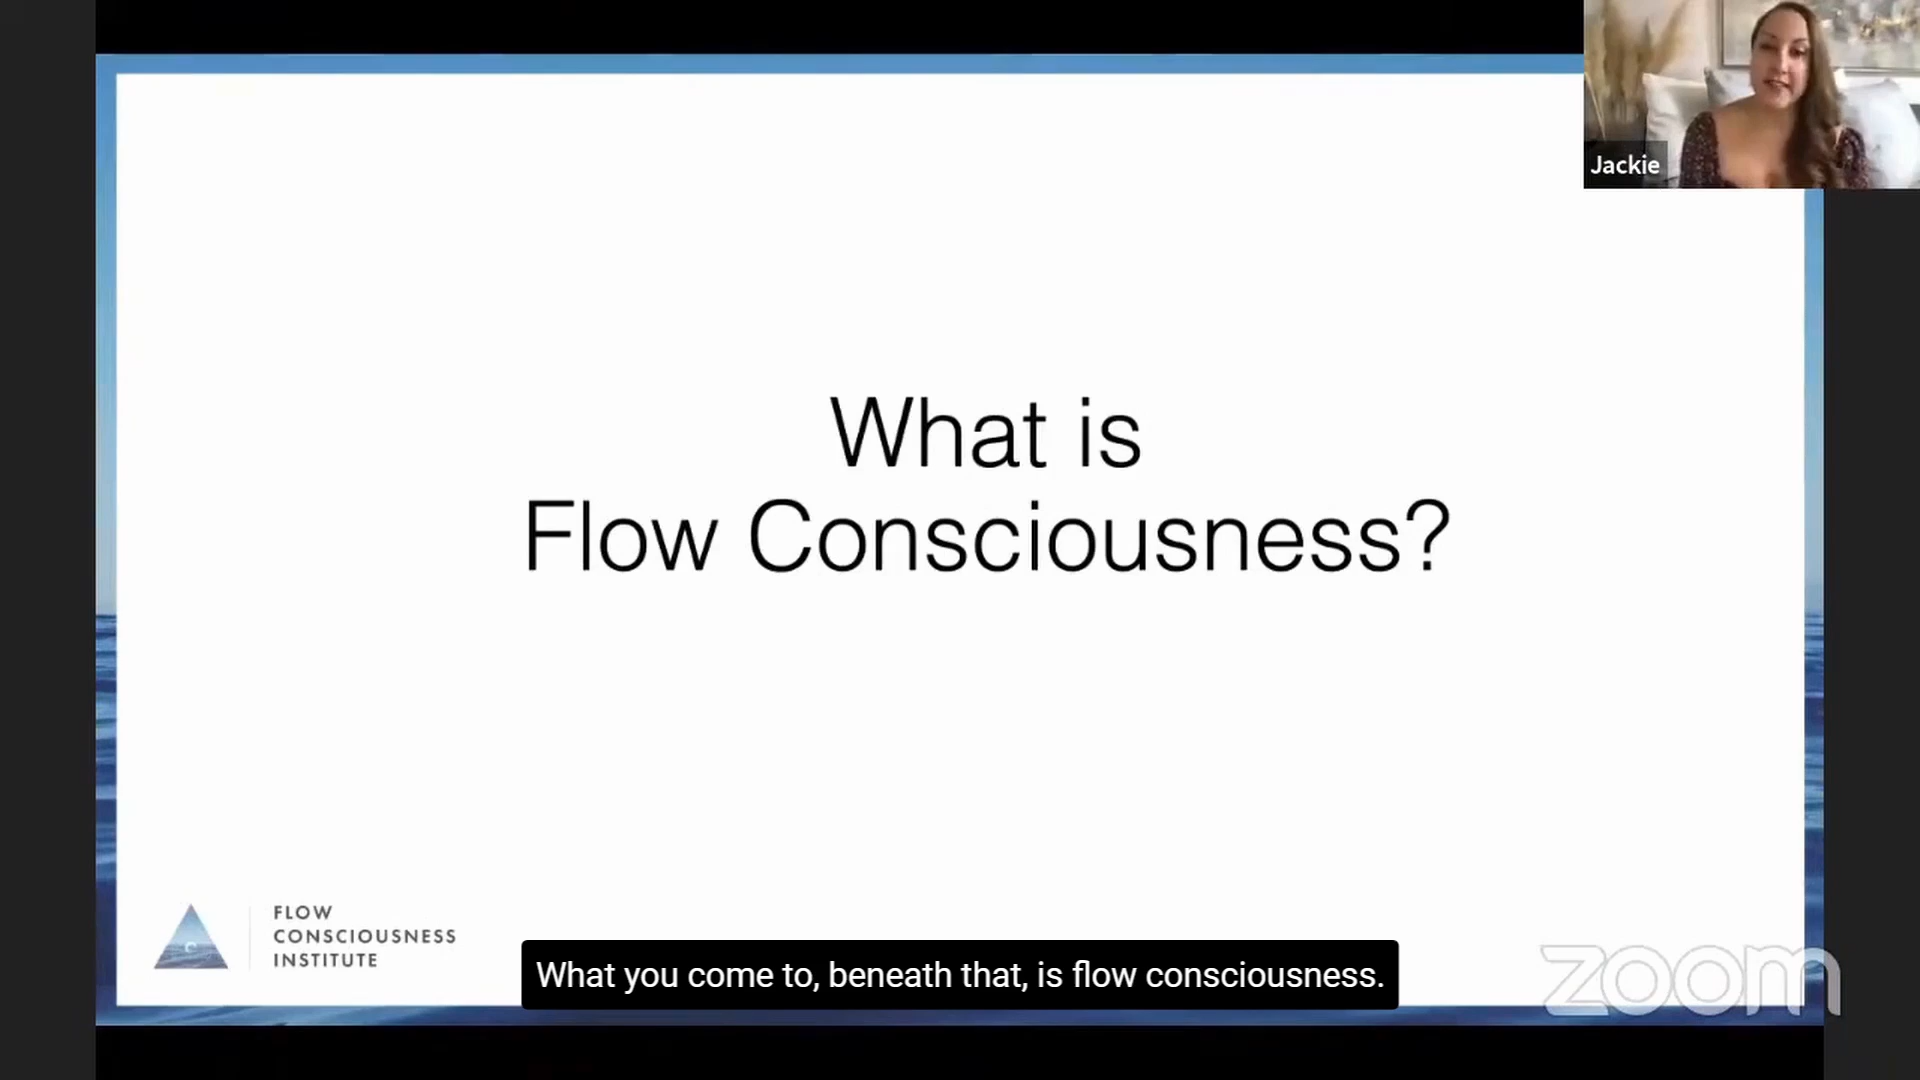 Jackie
What is
Flow Consciousness?
FLOW
CONSCIOUSNESS
INSTITUTE
What you come to, beneath that, is flow consciousness.
zoom